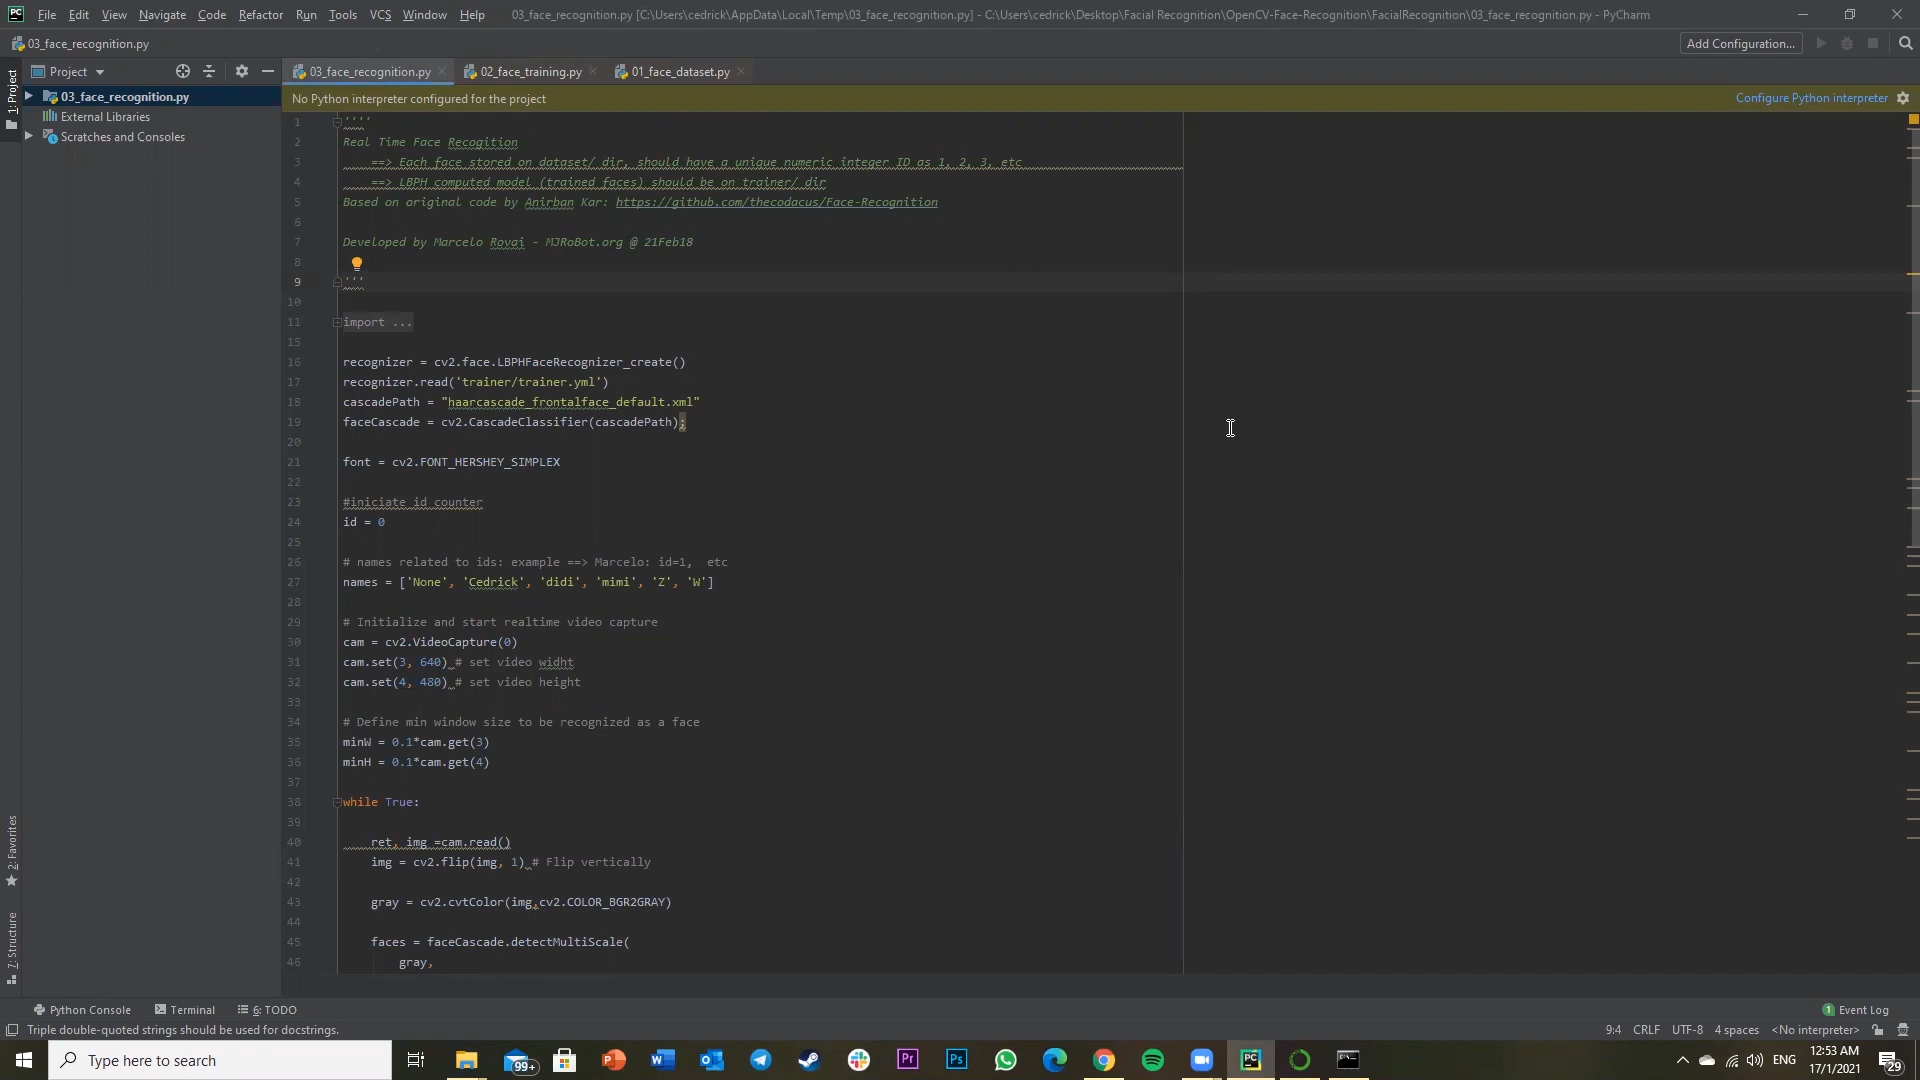 File Edit View Navigate Code Refactor Run Tools VCS Window Help 03_face_recognition.py [C:\Users\cedrick\AppData\Local\Temp\03_face_recognition.py] - C:\Users\cedrick\Desktop\Facial Recognition\OpenCV-Face-Recognition\FacialRecognition\03_face_recognition.py - PyCharm
03_face_recognition.py Add Configuration...
Project 03_face_recognition.py 02_face_training.py 01_face_dataset.py
1: Project
03_face_recognition.py
External Libraries
Scratches and Consoles
2: Favorites
7: Structure
No Python interpreter configured for the project Configure Python interpreter
1 ''''
2 Real Time Face Recogition
3 ==> Each face stored on dataset/ dir, should have a unique numeric integer ID as 1, 2, 3, etc
4 ==> LBPH computed model (trained faces) should be on trainer/ dir
5 Based on original code by Anirban Kar: https://github.com/thecodacus/Face-Recognition
6
7 Developed by Marcelo Rovai - MJRoBot.org @ 21Feb18
8
9 '''
10
11 import ...
15
16 recognizer = cv2.face.LBPHFaceRecognizer_create()
17 recognizer.read('trainer/trainer.yml')
18 cascadePath = "haarcascade_frontalface_default.xml"
19 faceCascade = cv2.CascadeClassifier(cascadePath);
20
21 font = cv2.FONT_HERSHEY_SIMPLEX
22
23 #iniciate id counter
24 id = 0
25
26 # names related to ids: example ==> Marcelo: id=1,  etc
27 names = ['None', 'Cedrick', 'didi', 'mimi', 'Z', 'W']
28
29 # Initialize and start realtime video capture
30 cam = cv2.VideoCapture(0)
31 cam.set(3, 640) # set video widht
32 cam.set(4, 480) # set video height
33
34 # Define min window size to be recognized as a face
35 minW = 0.1*cam.get(3)
36 minH = 0.1*cam.get(4)
37
38 while True:
39
40 ret, img =cam.read()
41 img = cv2.flip(img, 1) # Flip vertically
42
43 gray = cv2.cvtColor(img,cv2.COLOR_BGR2GRAY)
44
45 faces = faceCascade.detectMultiScale(
46 gray,
Python Console Terminal 6: TODO 1 Event Log
Triple double-quoted strings should be used for docstrings. 9:4 CRLF UTF-8 4 spaces <No interpreter>
Type here to search 99+ ENG 12:53 AM
17/1/2021 29